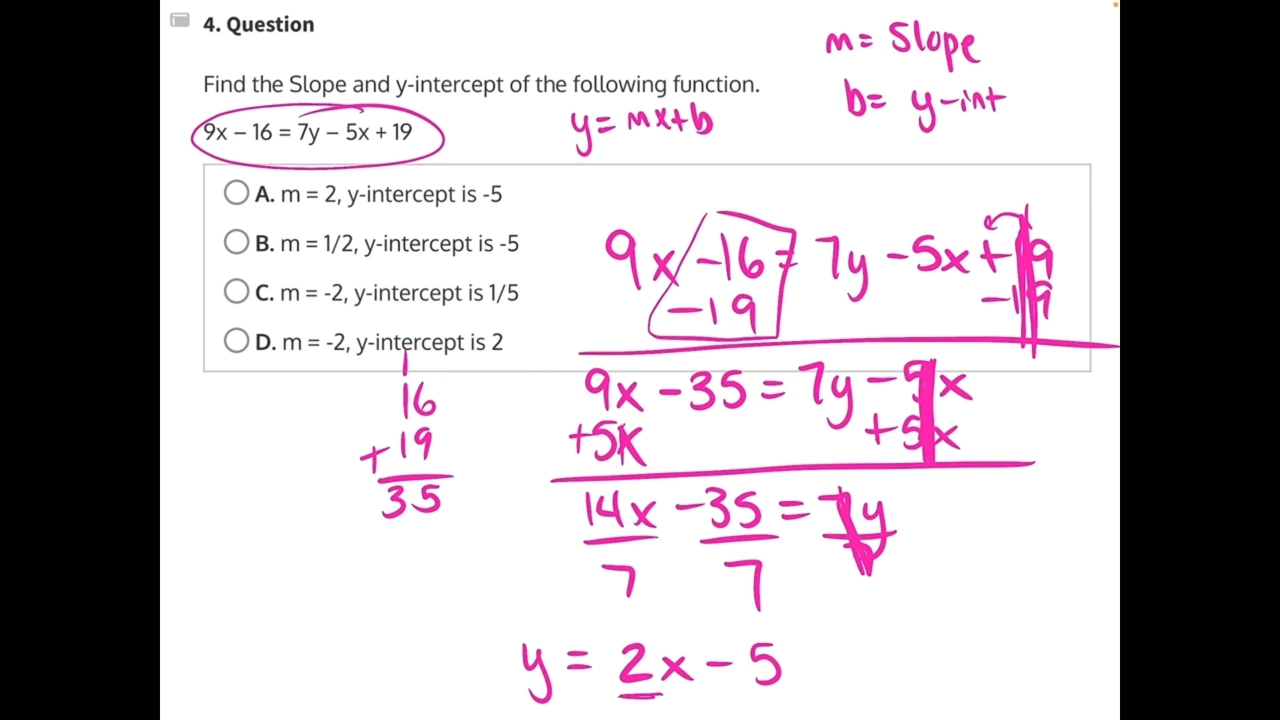 4. Question
m = Slope
b = y-int
Find the Slope and y-intercept of the following function.
y = mx+b
9x – 16 = 7y – 5x + 19
A. m = 2, y-intercept is -5
B. m = 1/2, y-intercept is -5
C. m = -2, y-intercept is 1/5
D. m = -2, y-intercept is 2
9x -16 = 7y -5x + 19
-19 -19
9x - 35 = 7y - 5x
+5x +5x
1
16
+19
35
14x - 35 = 7y
7 7 7
y = 2x - 5